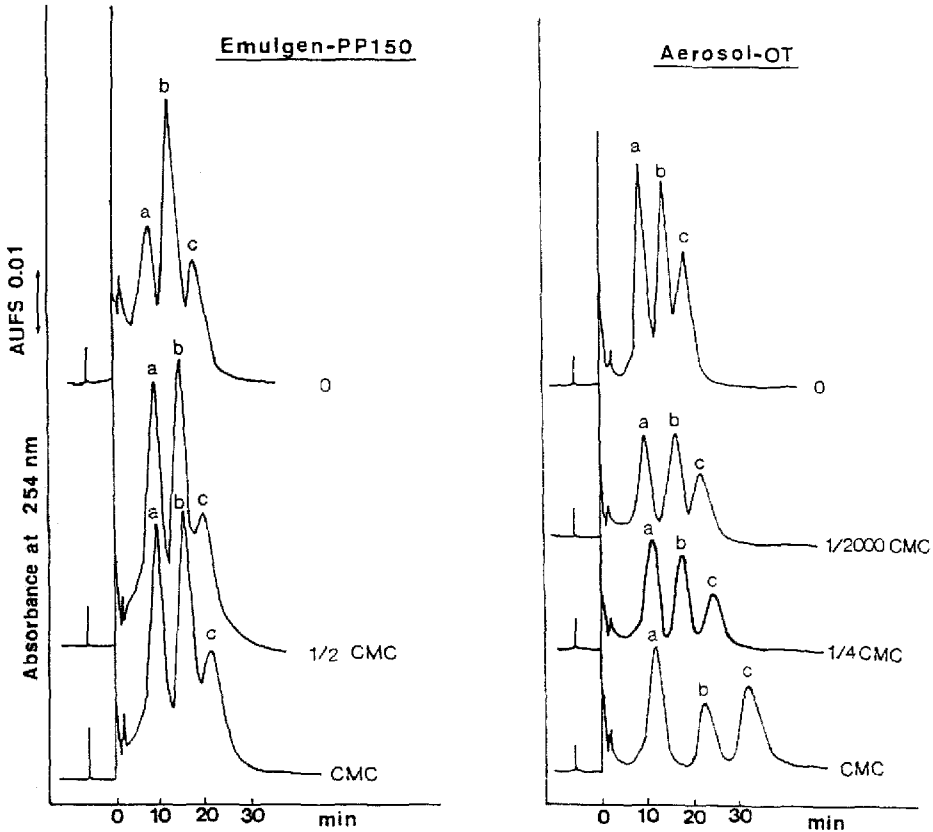 Emulgen-PP150
Aerosol-OT
Absorbance at 254 nm
AUFS 0.01
a
b
c
0
a
b
c
1/2 CMC
a
b
c
CMC
0 10 20 30
min
a
b
c
0
a
b
c
1/2000 CMC
a
b
c
1/4 CMC
a
b
c
CMC
0 10 20 30
min